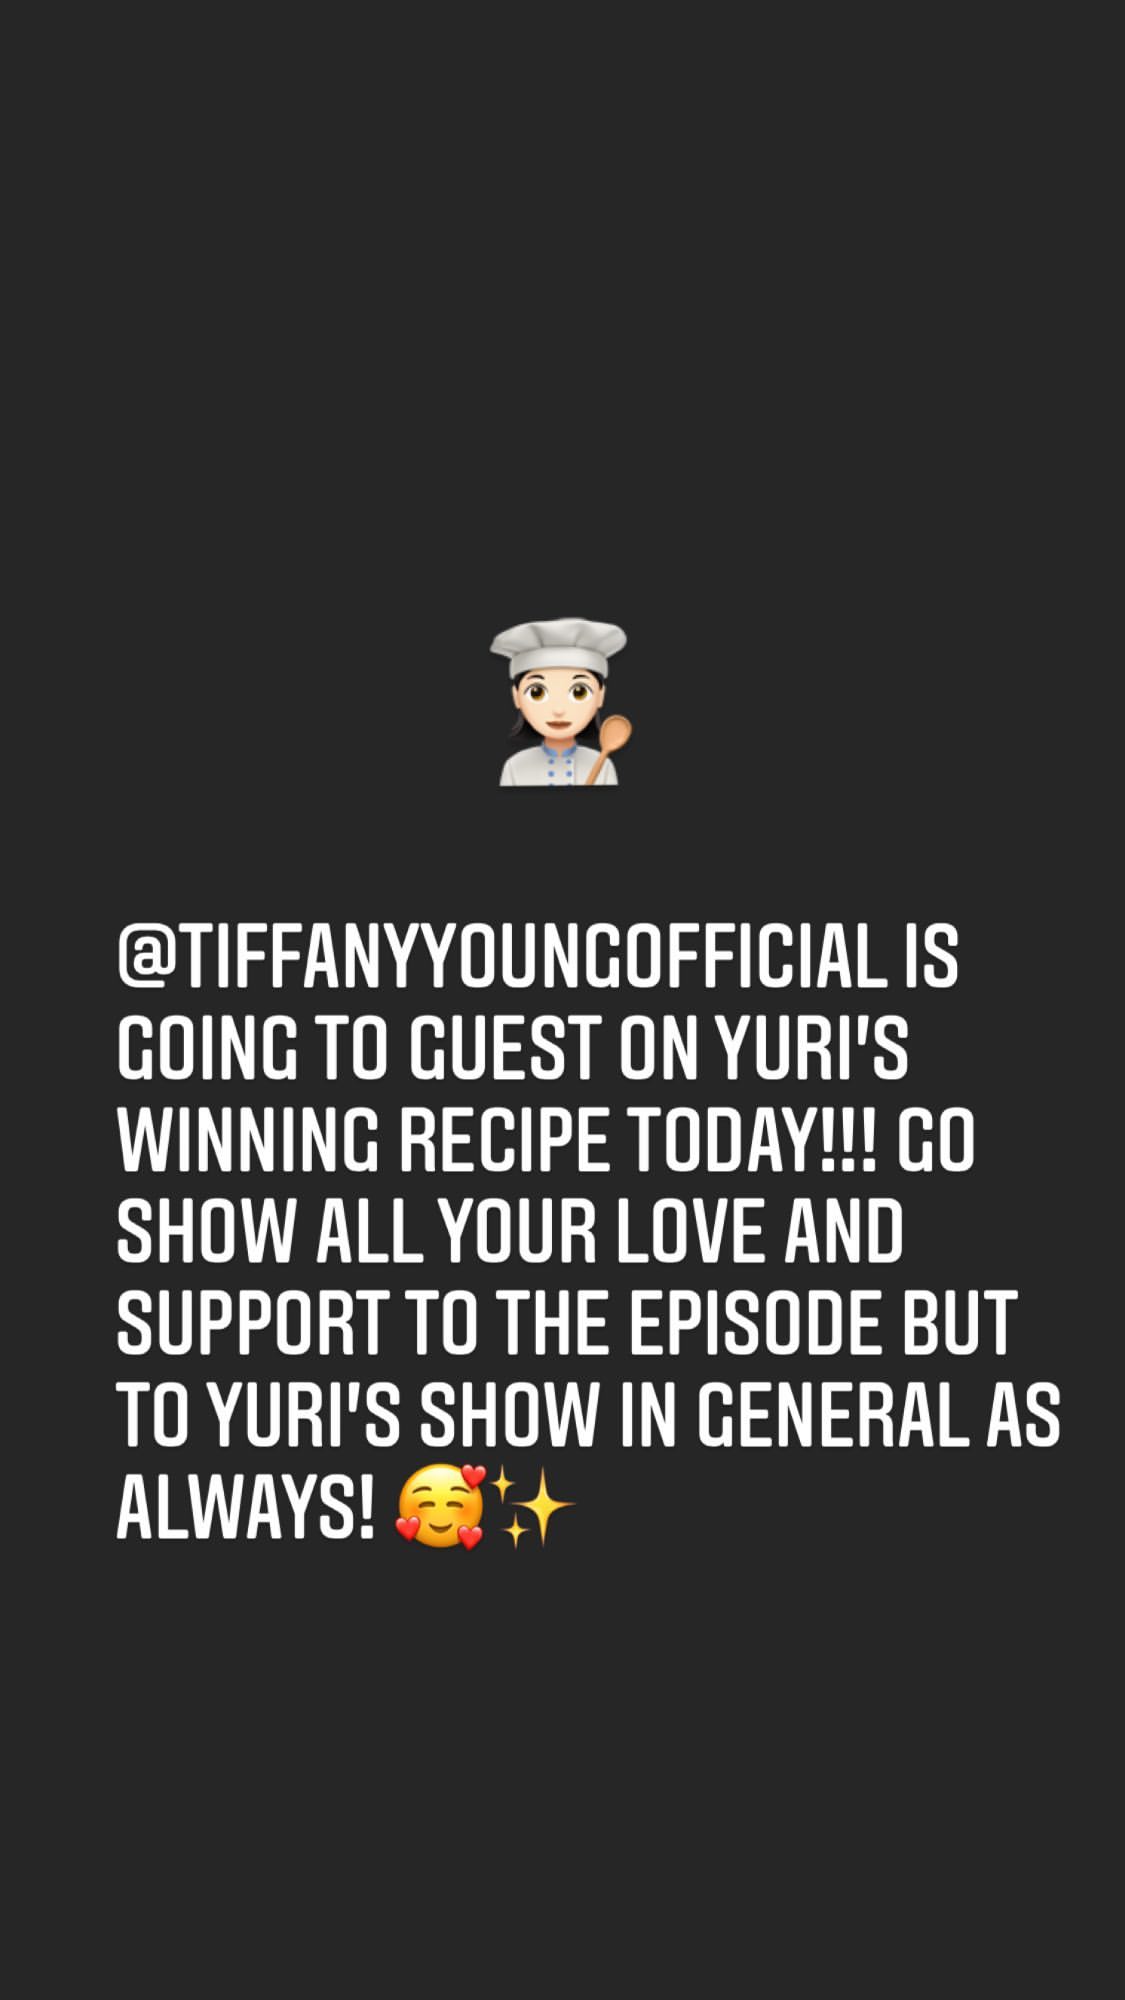 @TIFFANYYOUNGOFFICIAL IS
GOING TO GUEST ON YURI'S
WINNING RECIPE TODAY!!! GO
SHOW ALL YOUR LOVE AND
SUPPORT TO THE EPISODE BUT
TO YURI'S SHOW IN GENERAL AS
ALWAYS! 🥰✨